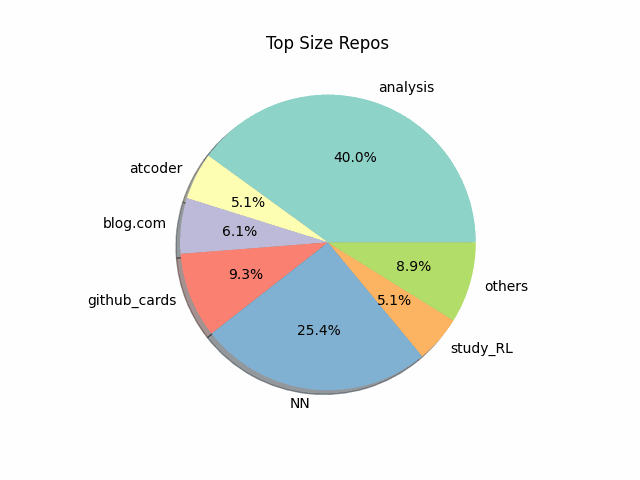 Top Size Repos
analysis
40.0%
atcoder
5.1%
blog.com
6.1%
github_cards
9.3%
NN
25.4%
study_RL
5.1%
others
8.9%